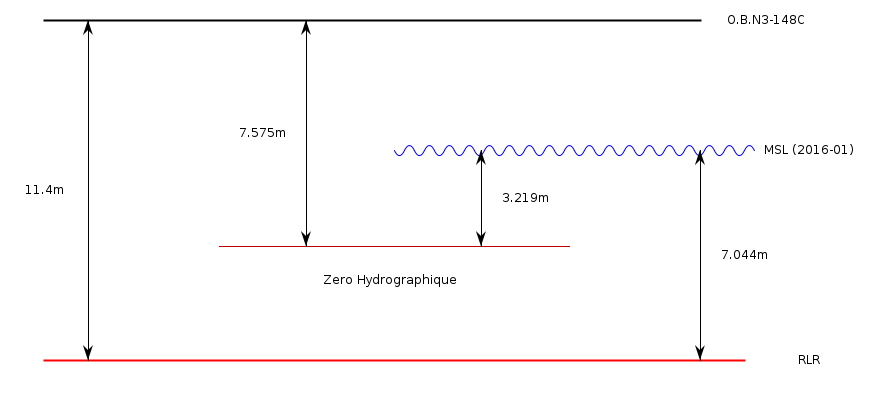 O.B.N3-148C
7.575m
MSL (2016-01)
11.4m
3.219m
7.044m
Zero Hydrographique
RLR